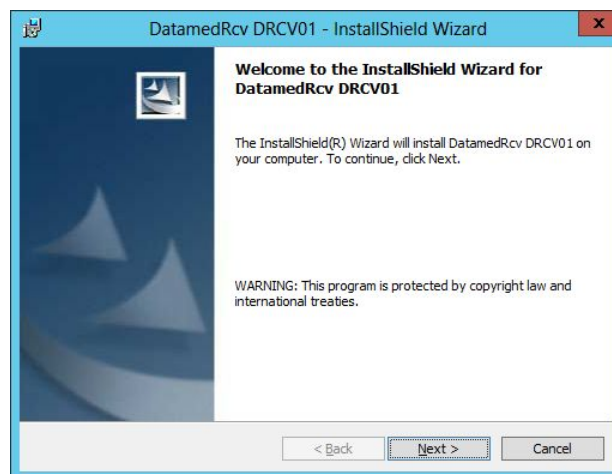 DatamedRcv DRCV01 - InstallShield Wizard
x
Welcome to the InstallShield Wizard for
DatamedRcv DRCV01
The InstallShield(R) Wizard will install DatamedRcv DRCV01 on
your computer. To continue, click Next.
WARNING: This program is protected by copyright law and
international treaties.
< Back Next > Cancel